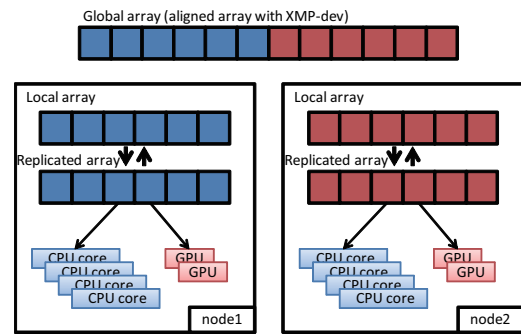 Global array (aligned array with XMP-dev)
Local array
Replicated array
CPU core
CPU core
CPU core
CPU core
GPU
GPU
node1
Local array
Replicated array
CPU core
CPU core
CPU core
CPU core
GPU
GPU
node2